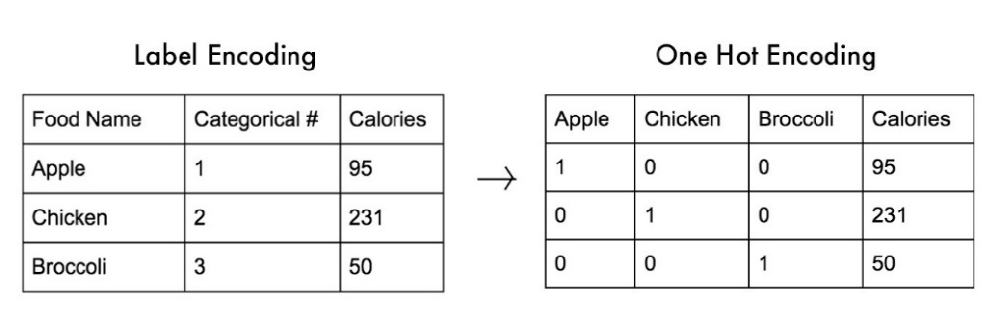 Label Encoding
Food Name Categorical # Calories
Apple 1 95
Chicken 2 231
Broccoli 3 50
→
One Hot Encoding
Apple Chicken Broccoli Calories
1 0 0 95
0 1 0 231
0 0 1 50